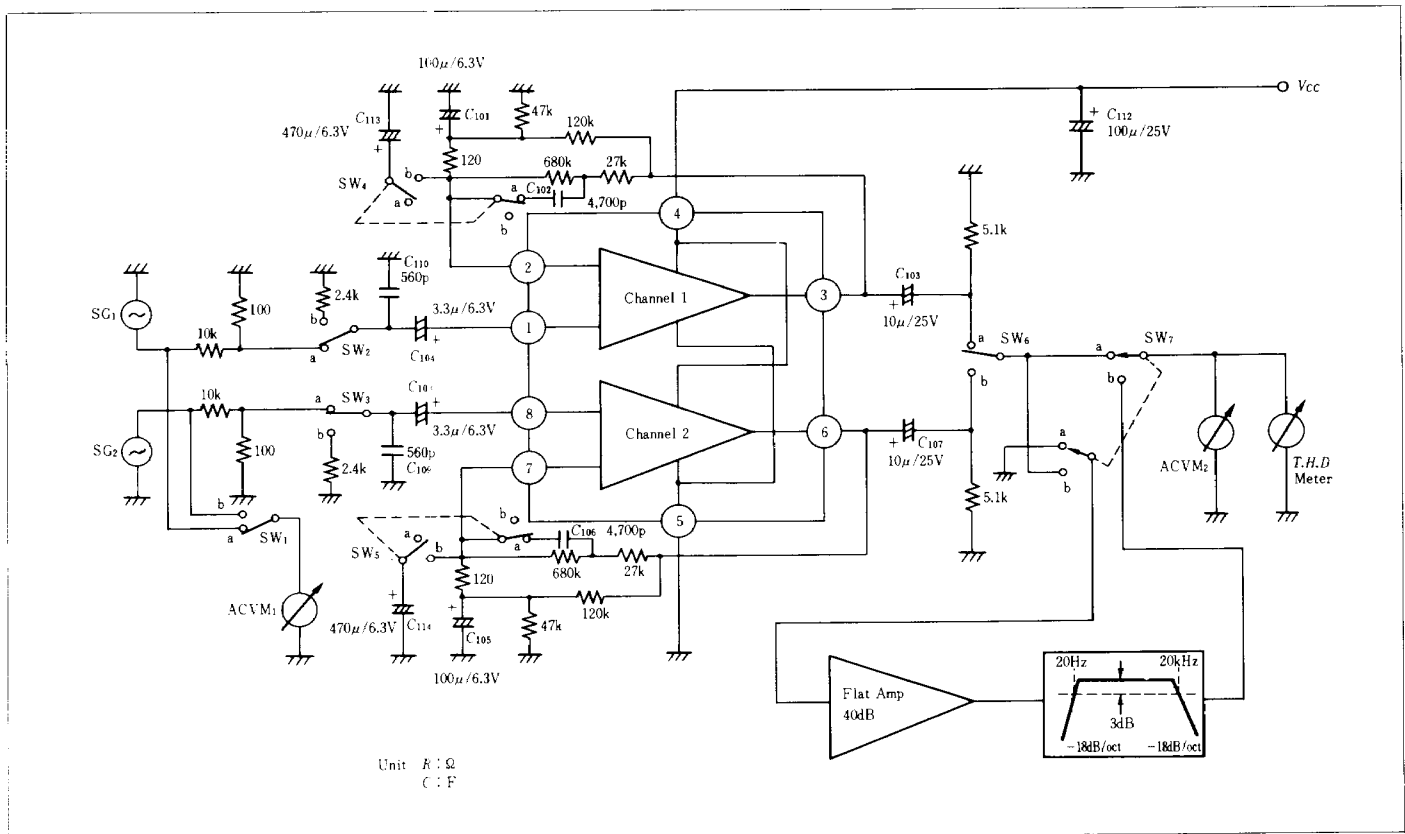 100μ/6.3V
C113
470μ/6.3V
C101
47k
120k
120
680k
27k
C102
4,700p
SW4
a
b
a
b
Vcc
C112
100μ/25V
4
5.1k
C110
560p
2
Channel 1
3
C103
10μ/25V
SG1
10k
100
2.4k
b
a
SW2
3.3μ/6.3V
C104
1
a
SW6
b
a
SW7
b
10k
SG2
100
a
SW3
b
2.4k
3.3μ/6.3V
560p
C109
8
Channel 2
6
7
C107
10μ/25V
a
b
ACVM2
T.H.D
Meter
b
a
SW1
ACVM1
5
5.1k
SW5
a
b
b
a
C106
4,700p
680k
27k
120
120k
47k
470μ/6.3V
C114
C105
100μ/6.3V
Flat Amp
40dB
20Hz
20kHz
3dB
−18dB/oct
−18dB/oct
Unit R : Ω
C : F